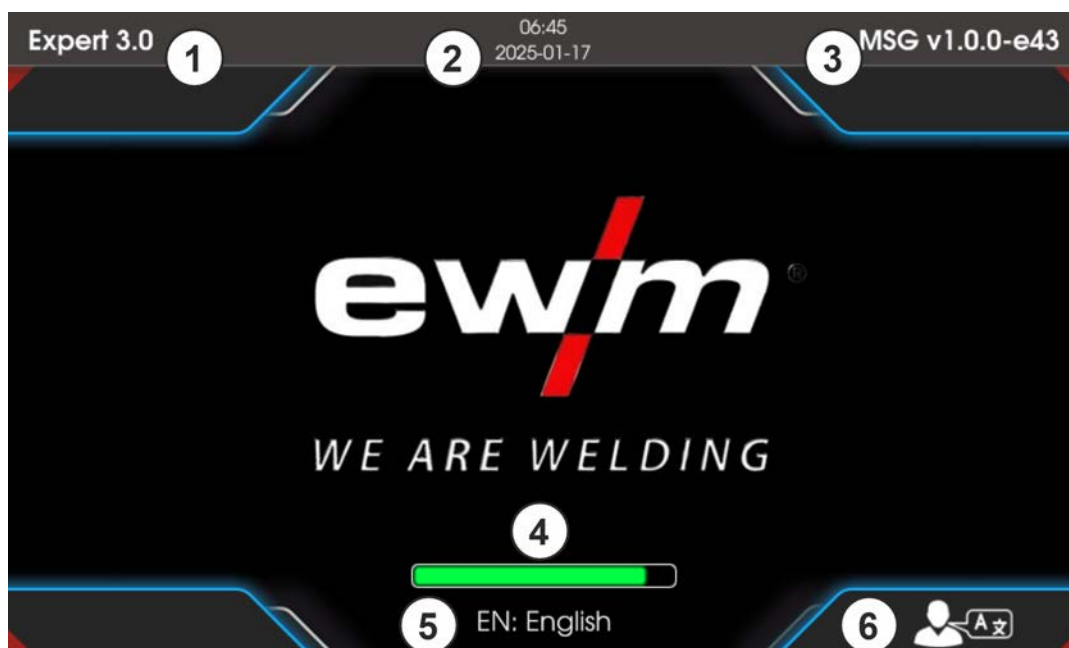 Expert 3.0
1
06:45
2025-01-17
2
3
MSG v1.0.0-e43
ewm®
WE ARE WELDING
4
5
EN: English
6
A 文